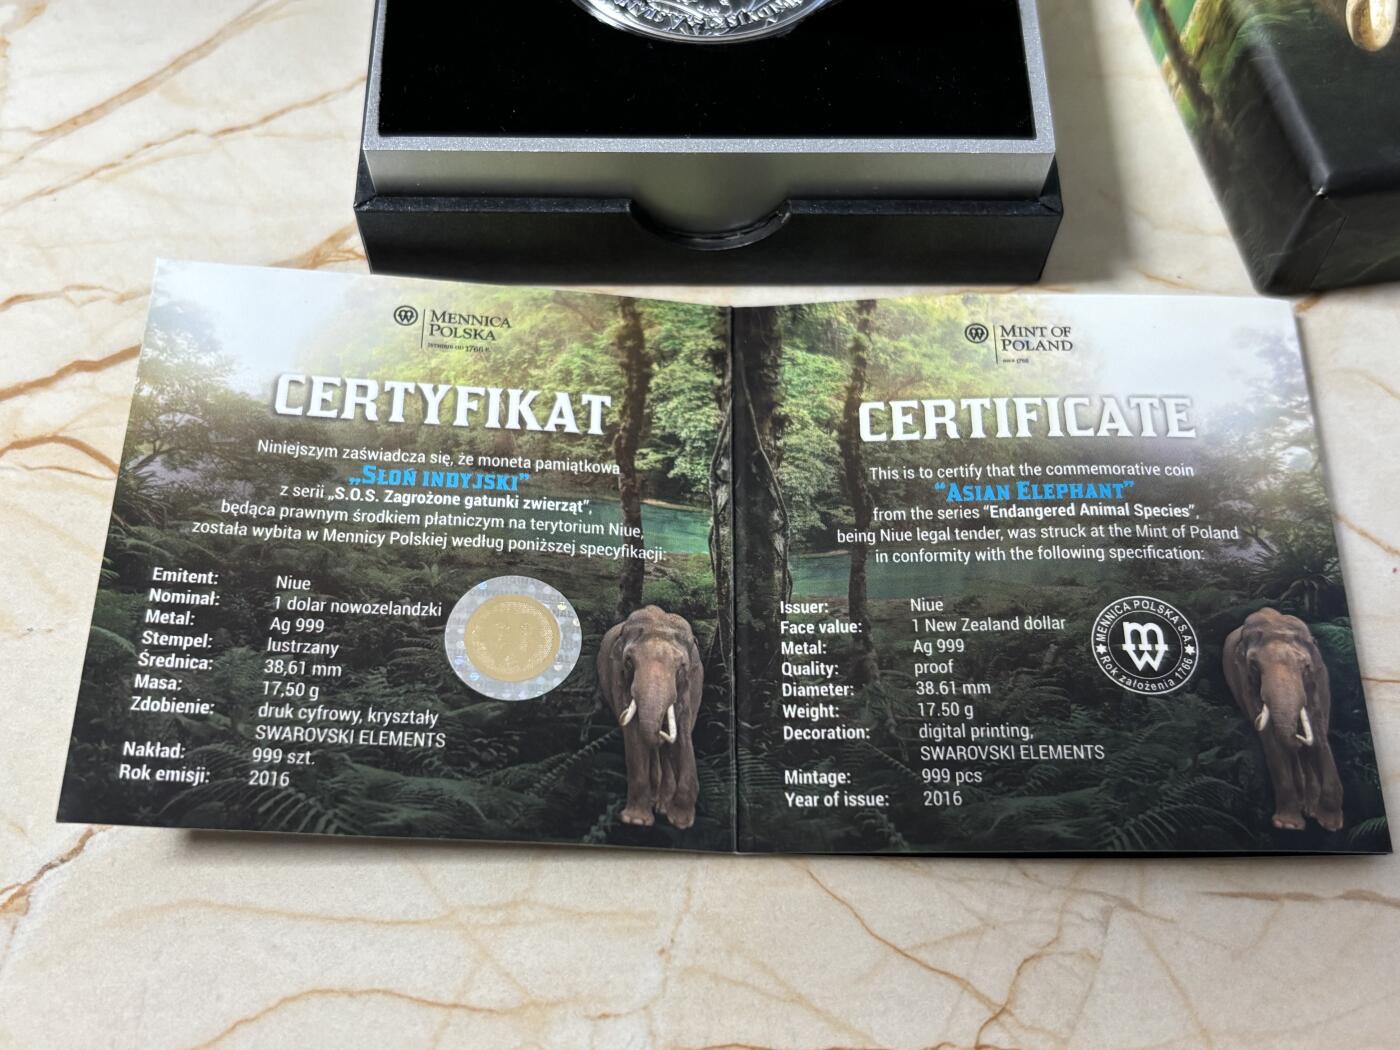 MENNICA
POLSKA
ISTNIEJE OD 1766 R.
CERTYFIKAT
Niniejszym zaświadcza się, że moneta pamiątkowa
„Słoń indyjski”
z serii „S.O.S. Zagrożone gatunki zwierząt”,
będąca prawnym środkiem płatniczym na terytorium Niue,
została wybita w Mennicy Polskiej według poniższej specyfikacji:
Emitent: Niue
Nominał: 1 dolar nowozelandzki
Metal: Ag 999
Stempel: lustrzany
Średnica: 38,61 mm
Masa: 17,50 g
Zdobienie: druk cyfrowy, kryształy
SWAROVSKI ELEMENTS
Nakład: 999 szt.
Rok emisji: 2016
MINT OF
POLAND
since 1766
CERTIFICATE
This is to certify that the commemorative coin
“Asian Elephant”
from the series “Endangered Animal Species”,
being Niue legal tender, was struck at the Mint of Poland
in conformity with the following specification:
Issuer: Niue
Face value: 1 New Zealand dollar
Metal: Ag 999
Quality: proof
Diameter: 38.61 mm
Weight: 17.50 g
Decoration: digital printing,
SWAROVSKI ELEMENTS
Mintage: 999 pcs
Year of issue: 2016
MENNICA POLSKA S.A.
Rok założenia 1766